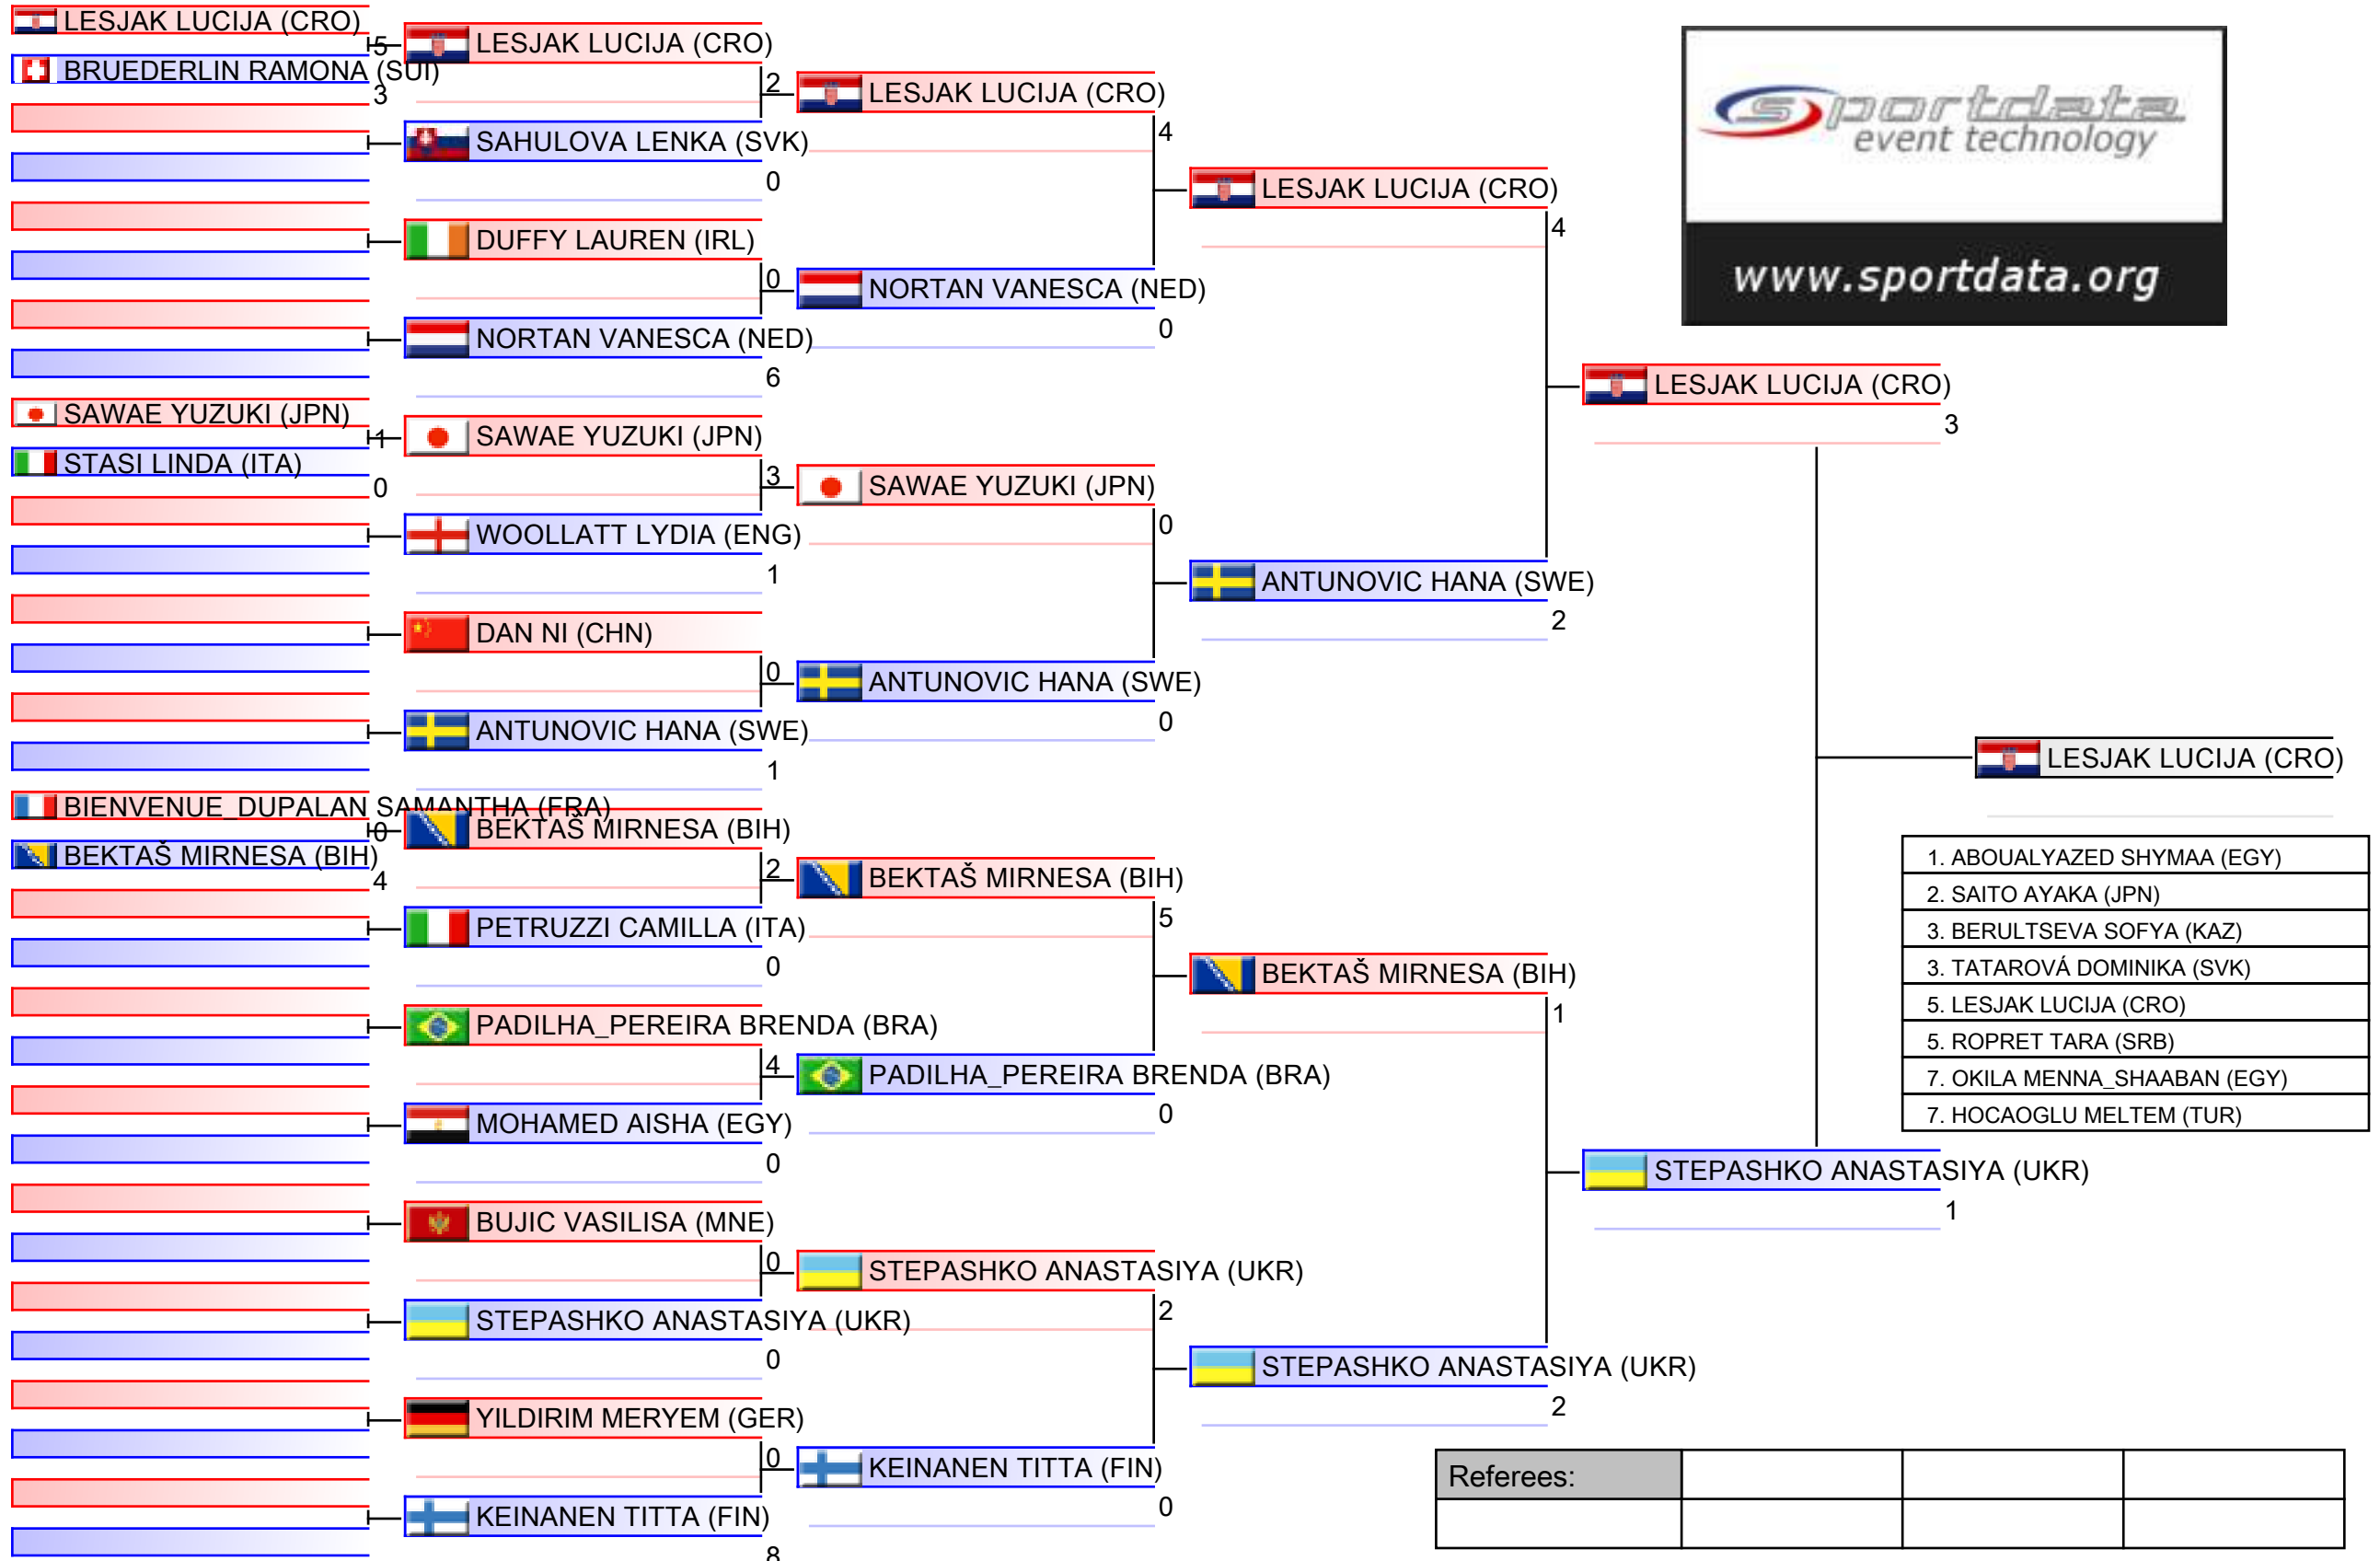 LESJAK LUCIJA (CRO)
5
BRUEDERLIN RAMONA (SUI)
3
SAWAE YUZUKI (JPN)
1
STASI LINDA (ITA)
0
BIENVENUE_DUPALAN SAMANTHA (FRA)
0
BEKTAŠ MIRNESA (BIH)
4
LESJAK LUCIJA (CRO)
2
SAHULOVA LENKA (SVK)
0
DUFFY LAUREN (IRL)
0
NORTAN VANESCA (NED)
6
SAWAE YUZUKI (JPN)
3
WOOLLATT LYDIA (ENG)
1
DAN NI (CHN)
0
ANTUNOVIC HANA (SWE)
1
BEKTAŠ MIRNESA (BIH)
2
PETRUZZI CAMILLA (ITA)
0
PADILHA_PEREIRA BRENDA (BRA)
4
MOHAMED AISHA (EGY)
0
BUJIC VASILISA (MNE)
0
STEPASHKO ANASTASIYA (UKR)
0
YILDIRIM MERYEM (GER)
0
KEINANEN TITTA (FIN)
8
LESJAK LUCIJA (CRO)
4
NORTAN VANESCA (NED)
0
SAWAE YUZUKI (JPN)
0
ANTUNOVIC HANA (SWE)
0
BEKTAŠ MIRNESA (BIH)
5
PADILHA_PEREIRA BRENDA (BRA)
0
STEPASHKO ANASTASIYA (UKR)
2
KEINANEN TITTA (FIN)
0
LESJAK LUCIJA (CRO)
4
ANTUNOVIC HANA (SWE)
2
BEKTAŠ MIRNESA (BIH)
1
STEPASHKO ANASTASIYA (UKR)
2
LESJAK LUCIJA (CRO)
3
STEPASHKO ANASTASIYA (UKR)
1
LESJAK LUCIJA (CRO)
sportdata
event technology
www.sportdata.org
1. ABOUALYAZED SHYMAA (EGY)
2. SAITO AYAKA (JPN)
3. BERULTSEVA SOFYA (KAZ)
3. TATAROVÁ DOMINIKA (SVK)
5. LESJAK LUCIJA (CRO)
5. ROPRET TARA (SRB)
7. OKILA MENNA_SHAABAN (EGY)
7. HOCAOGLU MELTEM (TUR)
Referees: